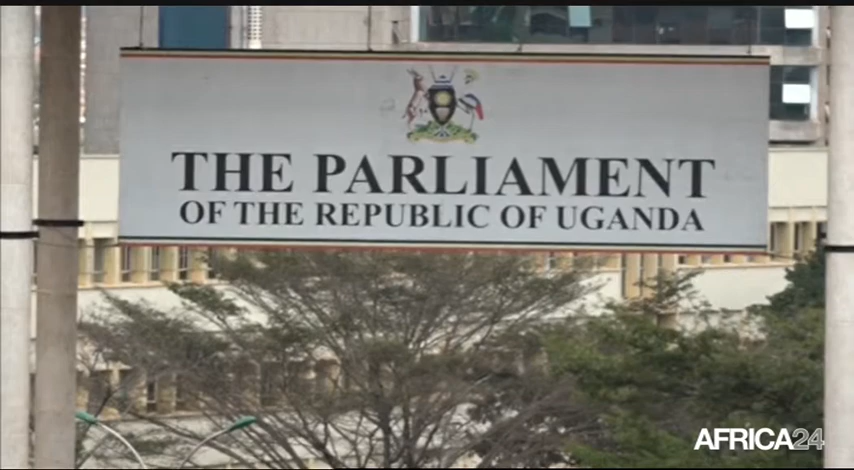 THE PARLIAMENT
OF THE REPUBLIC OF UGANDA
AFRICA24